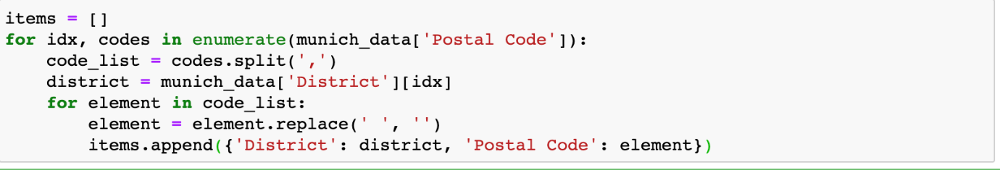 items = []
for idx, codes in enumerate(munich_data['Postal Code']):
    code_list = codes.split(',')
    district = munich_data['District'][idx]
    for element in code_list:
        element = element.replace(' ', '')
        items.append({'District': district, 'Postal Code': element})